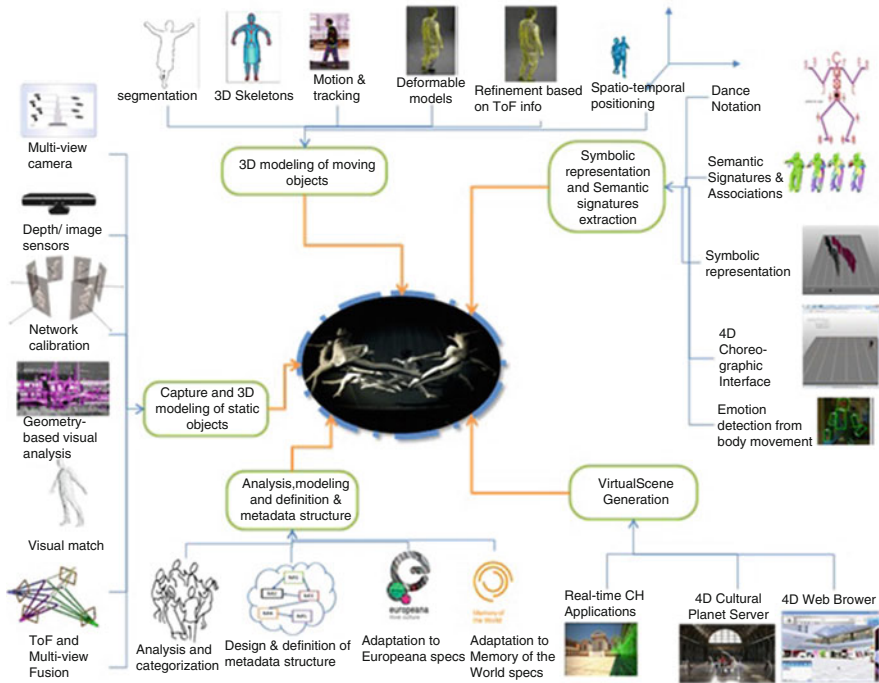 segmentation
3D Skeletons
Motion &
tracking
Deformable
models
Refinement based
on ToF info
Spatio-temporal
positioning
Dance
Notation
Multi-view
camera
3D modeling of moving
objects
Symbolic
representation
and Semantic
signatures
extraction
Semantic
Signatures &
Associations
Depth/ image
sensors
Symbolic
representation
Network
calibration
4D
Choreo-
graphic
Interface
Capture and 3D
modeling of static
objects
Geometry-
based visual
analysis
Emotion
detection from
body movement
Analysis,modeling
and definition &
metadata structure
VirtualScene
Generation
Visual match
ToF and
Multi-view
Fusion
Analysis and
categorization
Design & definition of
metadata structure
europeana
Adaptation to
Europeana specs
Memory of
the World
Adaptation to
Memory of the
World specs
Real-time CH
Applications
4D Cultural
Planet Server
4D Web Brower